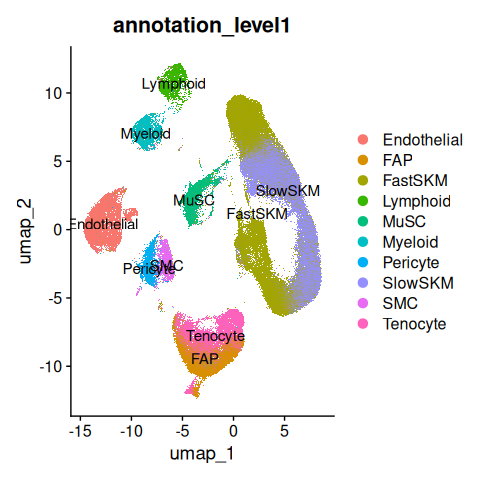 annotation_level1
Lymphoid
Myeloid
MuSC
SlowSKM
FastSKM
Endothelial
Pericyte
SMC
Tenocyte
FAP
10
5
0
-5
-10
umap_2
-15
-10
-5
0
5
umap_1
Endothelial
FAP
FastSKM
Lymphoid
MuSC
Myeloid
Pericyte
SlowSKM
SMC
Tenocyte